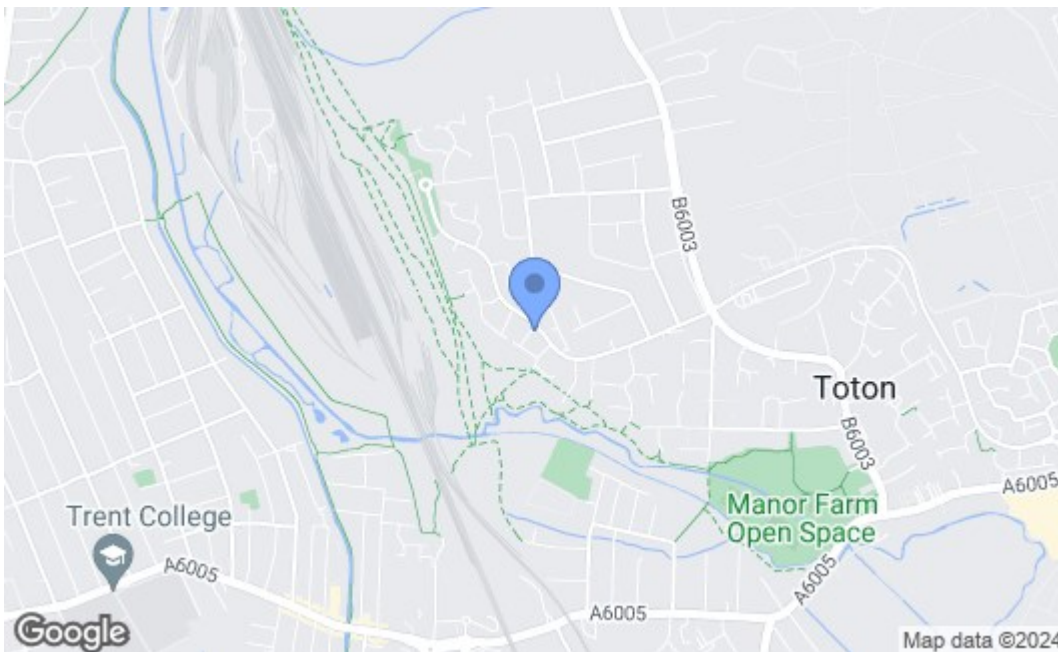 B6003
Toton
B6003
A6005
Manor Farm
Open Space
Trent College
A6005
A6005
A6005
Google
Map data ©2024